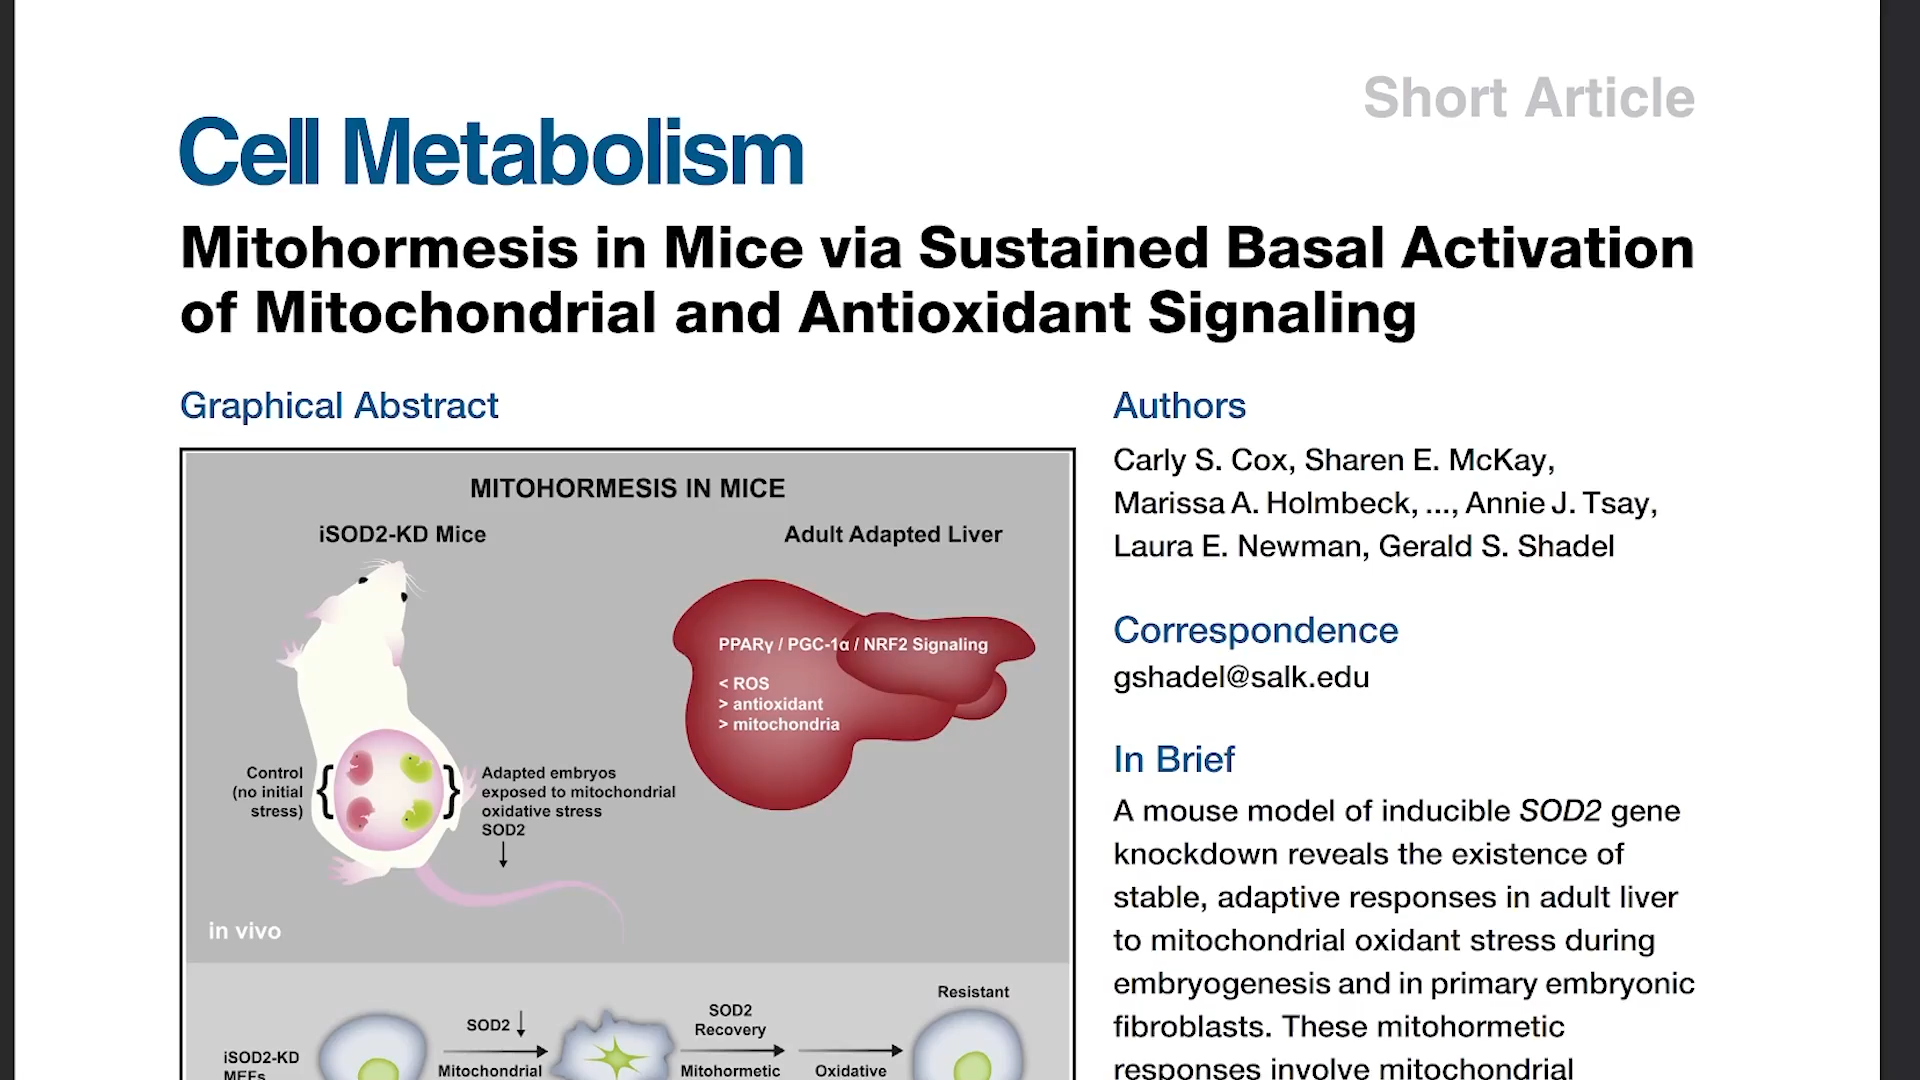 Short Article
Cell Metabolism
Mitohormesis in Mice via Sustained Basal Activation
of Mitochondrial and Antioxidant Signaling
Graphical Abstract
MITOHORMESIS IN MICE
iSOD2-KD Mice
Adult Adapted Liver
PPARγ / PGC-1α / NRF2 Signaling
< ROS
> antioxidant
> mitochondria
Control
(no initial
stress)
Adapted embryos
exposed to mitochondrial
oxidative stress
SOD2
in vivo
iSOD2-KD
MEFs
SOD2
Mitochondrial
SOD2
Recovery
Mitohormetic
Oxidative
Resistant
Authors
Carly S. Cox, Sharen E. McKay,
Marissa A. Holmbeck, ..., Annie J. Tsay,
Laura E. Newman, Gerald S. Shadel
Correspondence
gshadel@salk.edu
In Brief
A mouse model of inducible SOD2 gene
knockdown reveals the existence of
stable, adaptive responses in adult liver
to mitochondrial oxidant stress during
embryogenesis and in primary embryonic
fibroblasts. These mitohormetic
responses involve mitochondrial